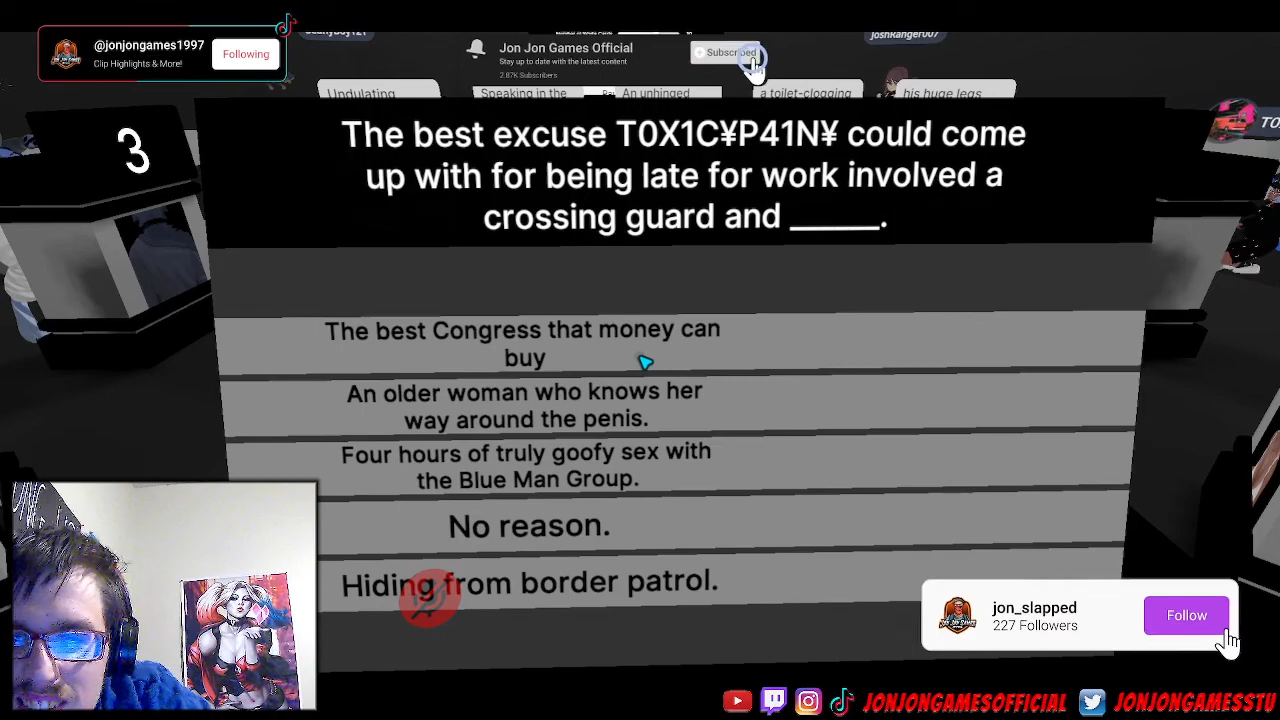 @jonjongames1997
Clip Highlights & More!
Following
Jon Jon Games Official
Stay up to date with the latest content
2.87K Subscribers
Subscribed
JoshRanger007
Undulating
Speaking in the
An unhinged
a toilet-clogging
his huge legs
3
The best excuse T0X1C¥P41N¥ could come
up with for being late for work involved a
crossing guard and ______.
The best Congress that money can
buy
An older woman who knows her
way around the penis.
Four hours of truly goofy sex with
the Blue Man Group.
No reason.
Hiding from border patrol.
jon_slapped
227 Followers
Follow
JONJONGAMESOFFICIAL
JONJONGAMESSTU